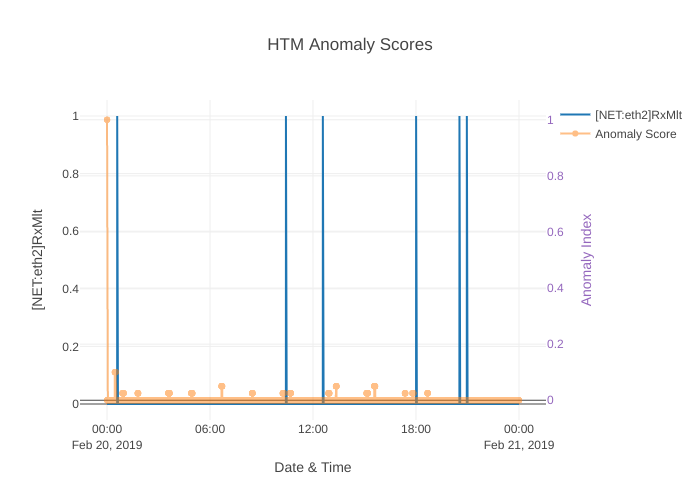 HTM Anomaly Scores
[NET:eth2]RxMlt
Anomaly Score
1
0.8
0.6
0.4
0.2
0
[NET:eth2]RxMlt
1
0.8
0.6
0.4
0.2
0
Anomaly Index
00:00
06:00
12:00
18:00
00:00
Feb 20, 2019
Feb 21, 2019
Date & Time